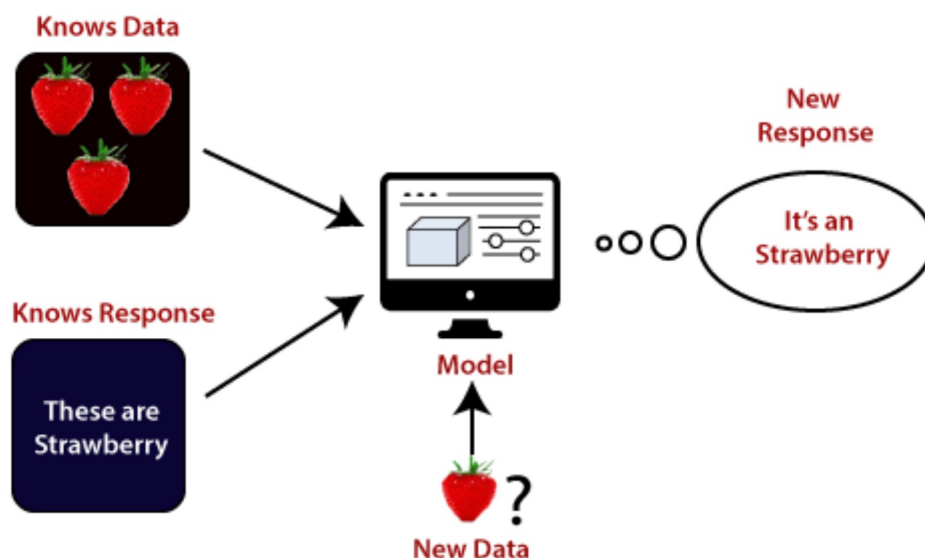 Knows Data
New
Response
It's an
Strawberry
Knows Response
These are
Strawberry
Model
?
New Data